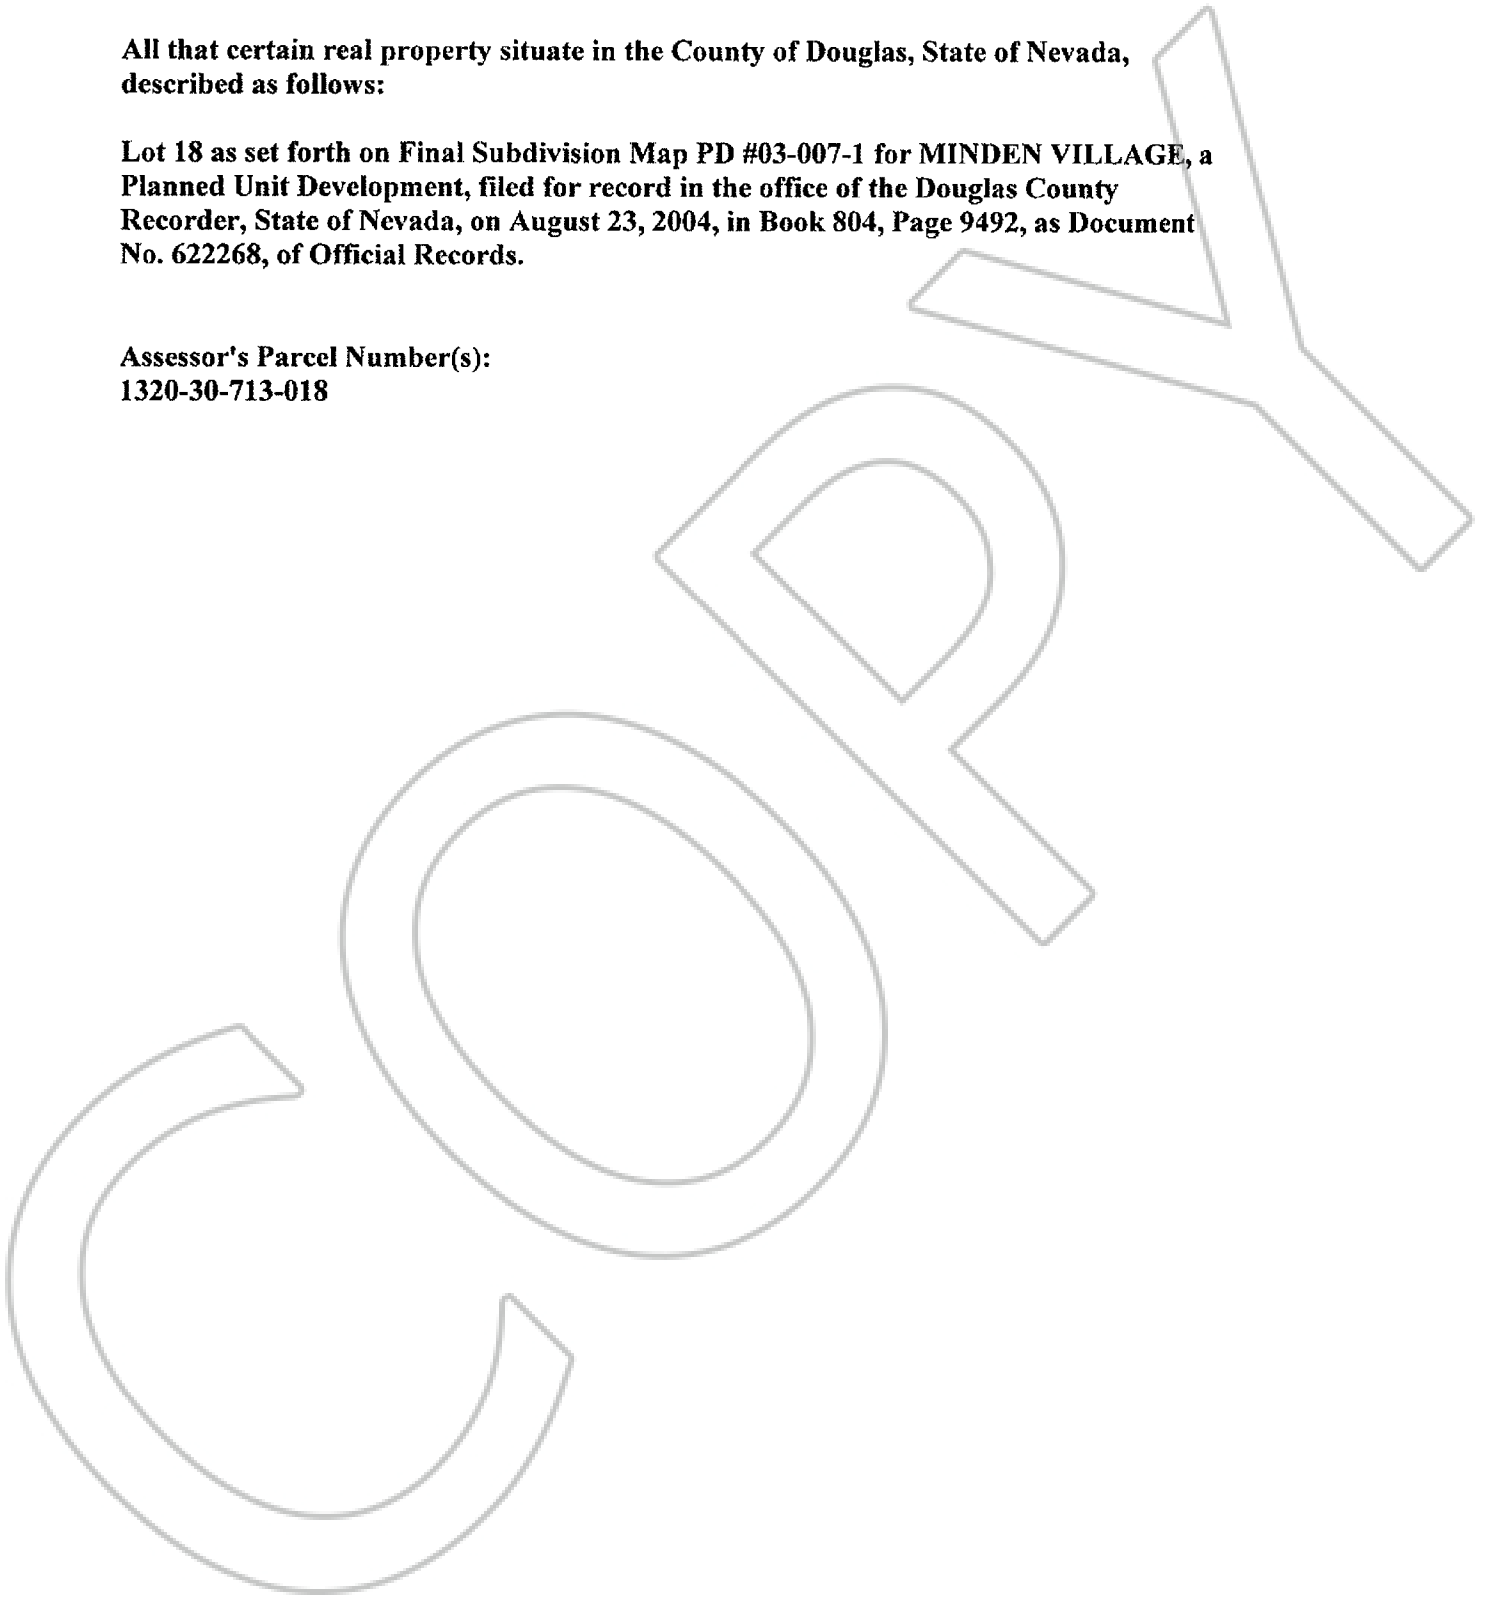 All that certain real property situate in the County of Douglas, State of Nevada,
described as follows:
Lot 18 as set forth on Final Subdivision Map PD #03-007-1 for MINDEN VILLAGE, a
Planned Unit Development, filed for record in the office of the Douglas County
Recorder, State of Nevada, on August 23, 2004, in Book 804, Page 9492, as Document
No. 622268, of Official Records.
Assessor's Parcel Number(s):
1320-30-713-018
COPY